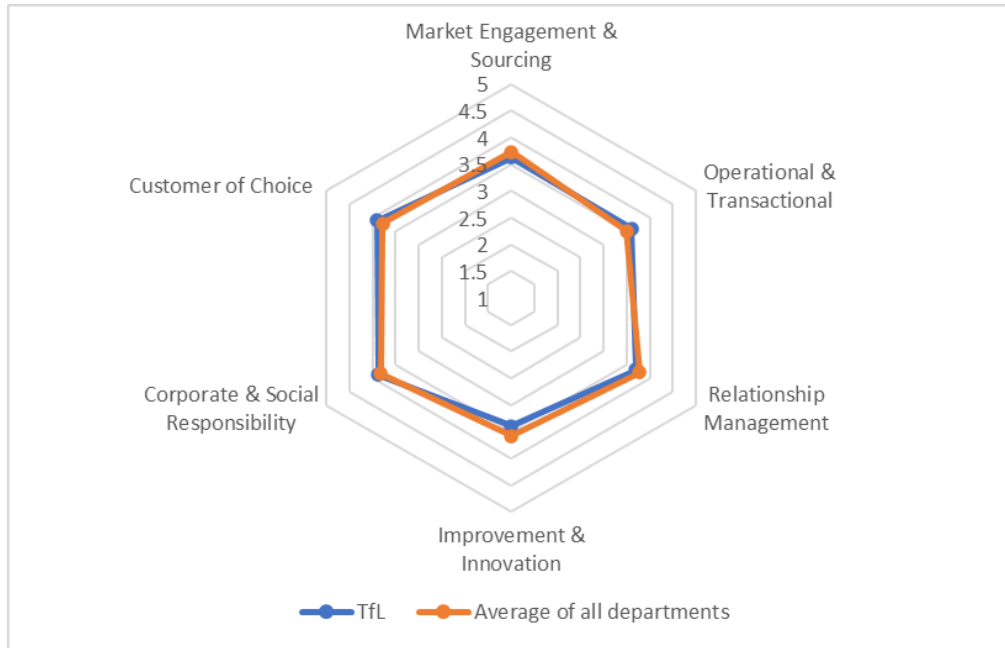 Market Engagement &
Sourcing
5
4.5
4
3.5
3
2.5
2
1.5
1
Operational &
Transactional
Customer of Choice
Relationship
Management
Corporate & Social
Responsibility
Improvement &
Innovation
TfL
Average of all departments